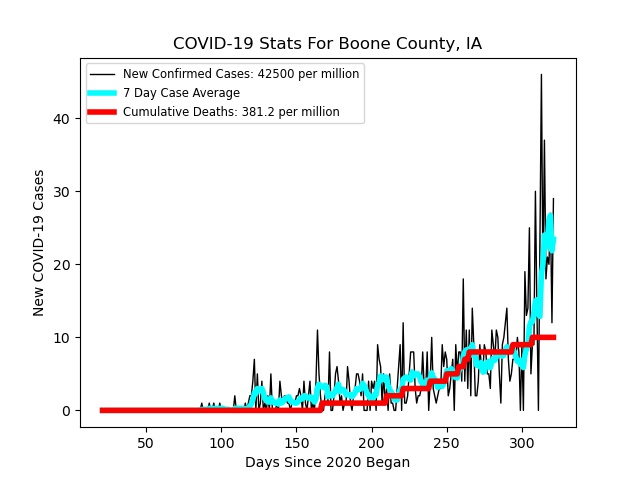 COVID-19 Stats For Boone County, IA
New Confirmed Cases: 42500 per million
7 Day Case Average
Cumulative Deaths: 381.2 per million
New COVID-19 Cases
40
30
20
10
0
50 100 150 200 250 300
Days Since 2020 Began